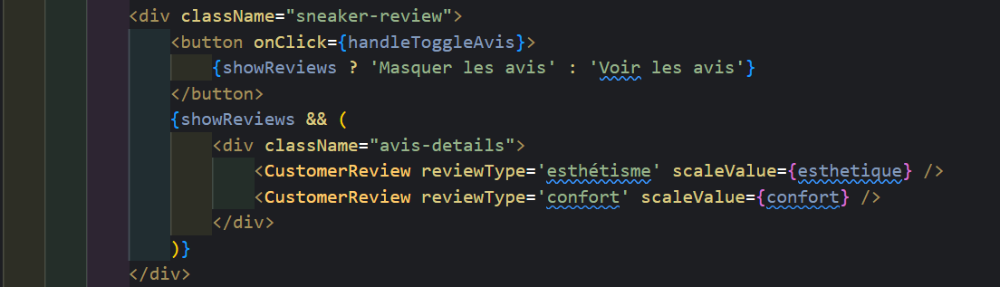 <div className="sneaker-review">
<button onClick={handleToggleAvis}>
{showReviews ? 'Masquer les avis' : 'Voir les avis'}
</button>
{showReviews && (
<div className="avis-details">
<CustomerReview reviewType='esthétisme' scaleValue={esthetique} />
<CustomerReview reviewType='confort' scaleValue={confort} />
</div>
)}
</div>